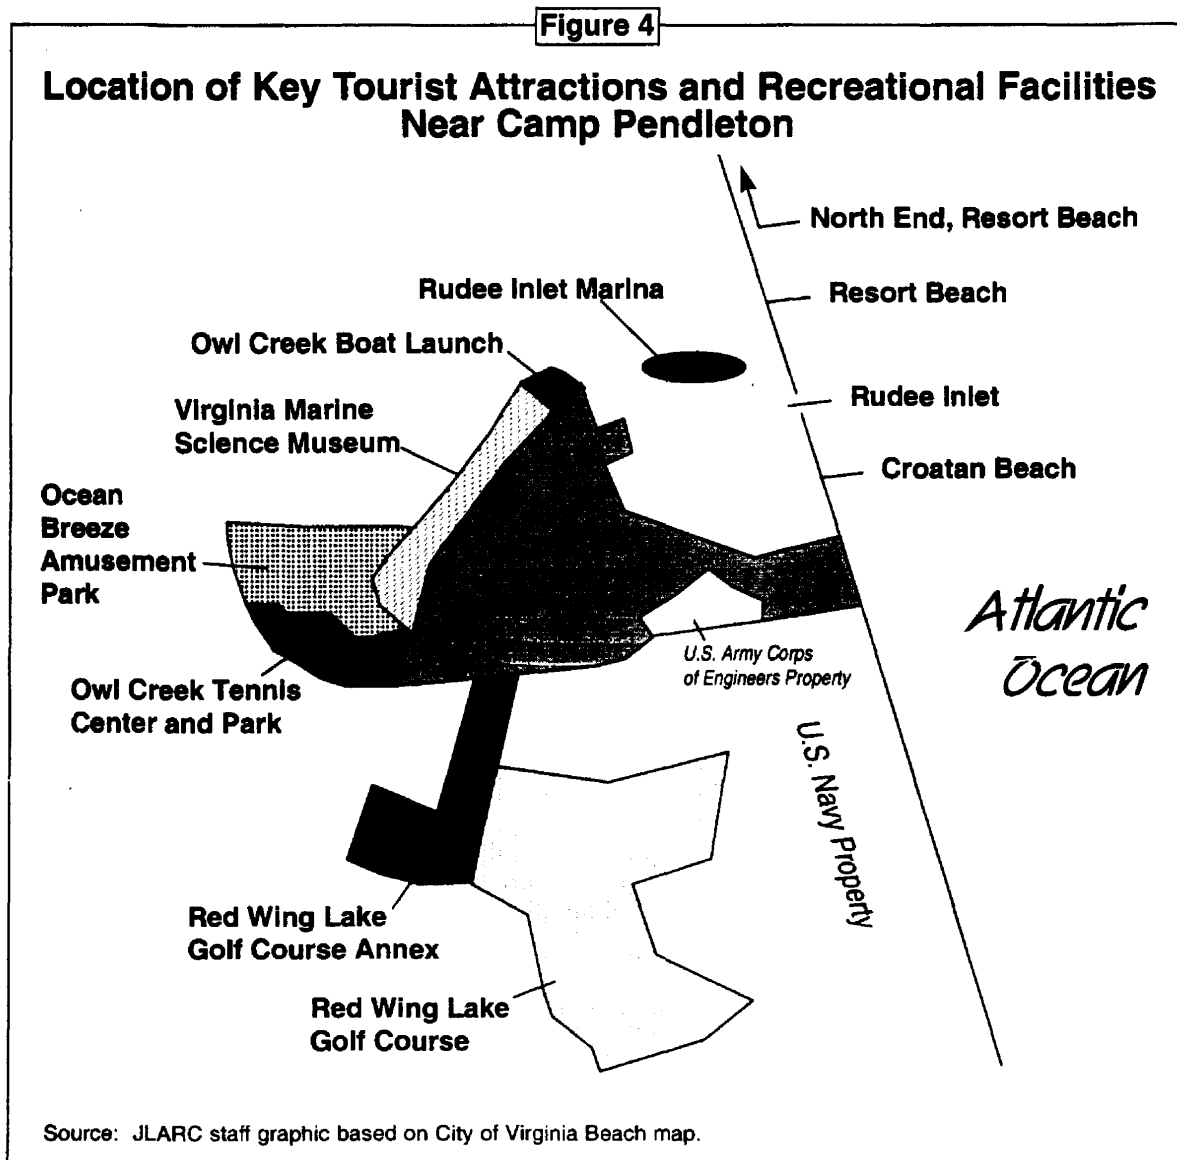 Figure 4
Location of Key Tourist Attractions and Recreational Facilities
Near Camp Pendleton
North End, Resort Beach
Rudee Inlet Marina
Resort Beach
Owl Creek Boat Launch
Rudee Inlet
Virginia Marine
Science Museum
Croatan Beach
Ocean
Breeze
Amusement
Park
Atlantic
Ocean
U.S. Army Corps
of Engineers Property
Owl Creek Tennis
Center and Park
U.S. Navy Property
Red Wing Lake
Golf Course Annex
Red Wing Lake
Golf Course
Source: JLARC staff graphic based on City of Virginia Beach map.